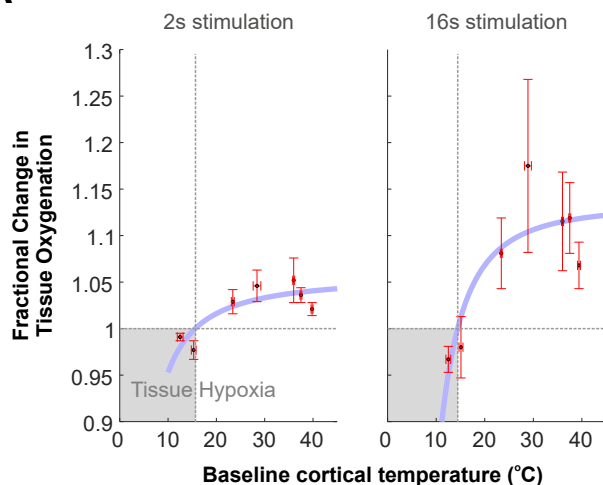 2s stimulation
16s stimulation
Fractional Change in
Tissue Oxygenation
1.3
1.25
1.2
1.15
1.1
1.05
1
0.95
0.9
Tissue Hypoxia
0 10 20 30 40
0 10 20 30 40
Baseline cortical temperature (°C)